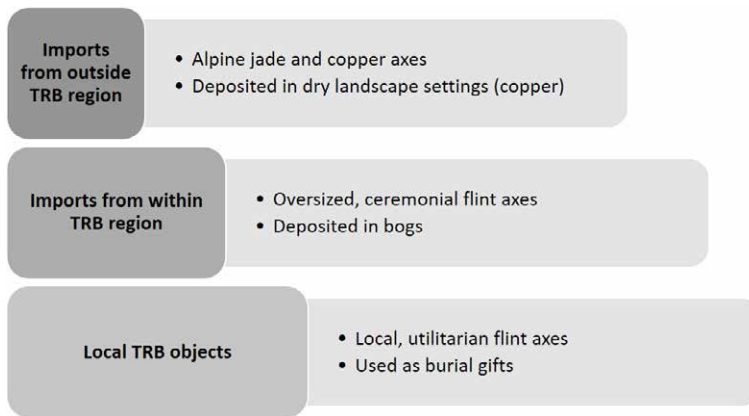 Imports
from outside
TRB region
• Alpine jade and copper axes
• Deposited in dry landscape settings (copper)
Imports from within
TRB region
• Oversized, ceremonial flint axes
• Deposited in bogs
Local TRB objects
• Local, utilitarian flint axes
• Used as burial gifts